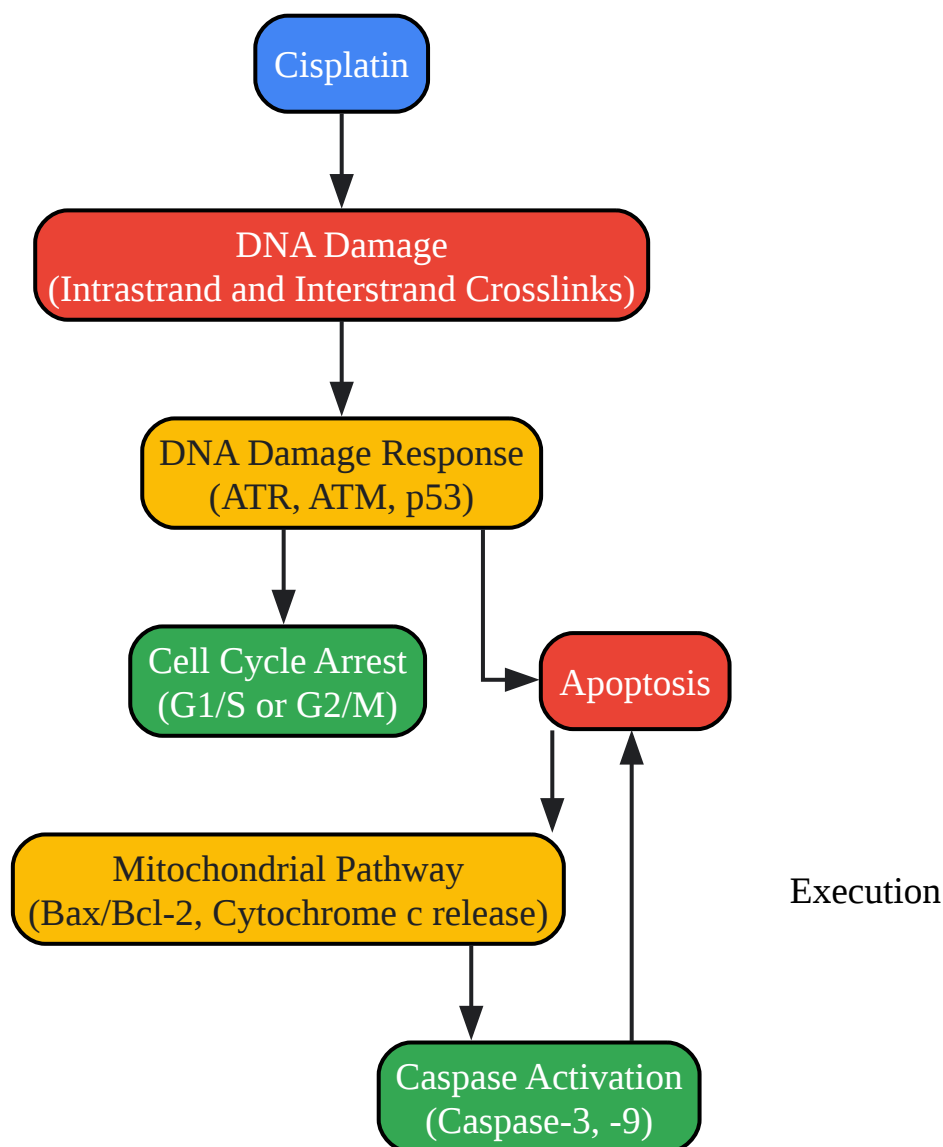 Cisplatin
DNA Damage
(Intrastrand and Interstrand Crosslinks)
DNA Damage Response
(ATR, ATM, p53)
Cell Cycle Arrest
(G1/S or G2/M)
Apoptosis
Mitochondrial Pathway
(Bax/Bcl-2, Cytochrome c release)
Execution
Caspase Activation
(Caspase-3, -9)